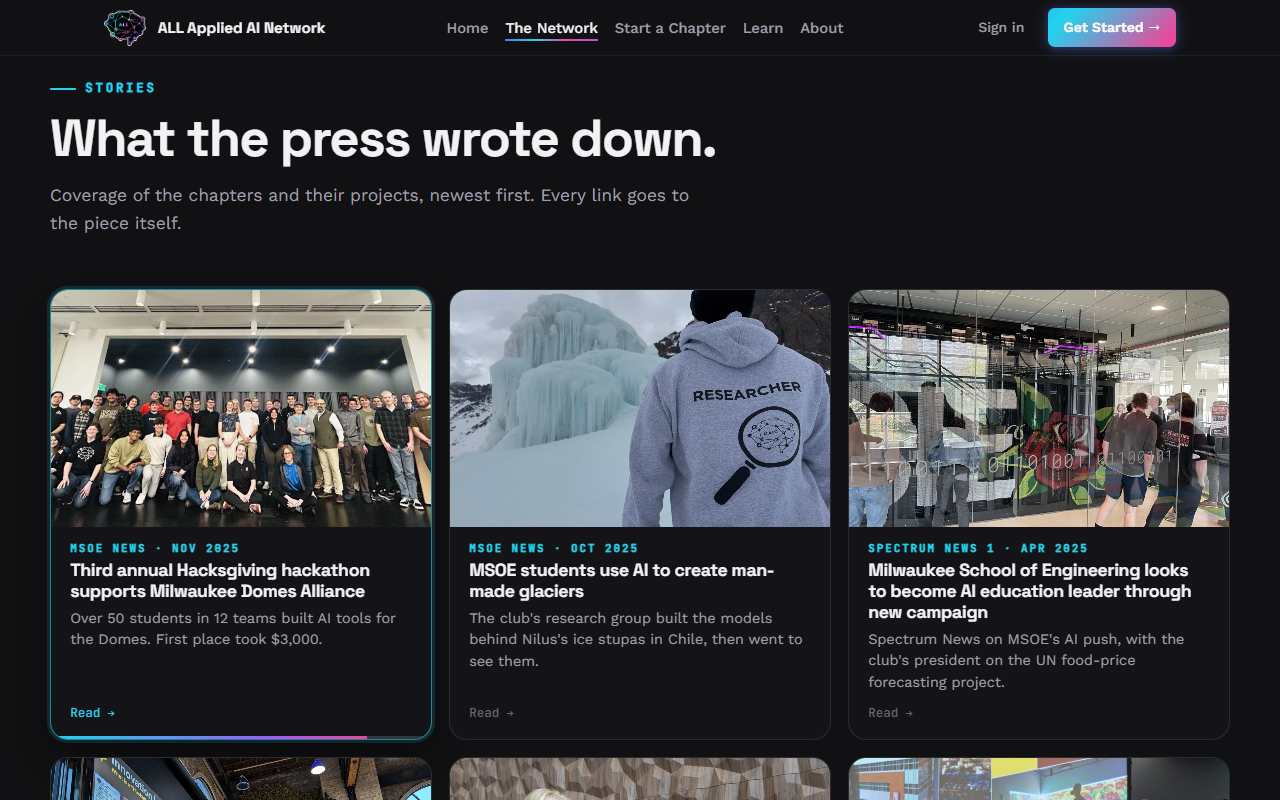 ALL Applied AI Network
Home The Network Start a Chapter Learn About
Sign in Get Started →
STORIES
What the press wrote down.
Coverage of the chapters and their projects, newest first. Every link goes to
the piece itself.
RESEARCHER
MSOE NEWS · NOV 2025
Third annual Hacksgiving hackathon
supports Milwaukee Domes Alliance
Over 50 students in 12 teams built AI tools for
the Domes. First place took $3,000.
Read →
MSOE NEWS · OCT 2025
MSOE students use AI to create man-
made glaciers
The club's research group built the models
behind Nilus's ice stupas in Chile, then went to
see them.
Read →
SPECTRUM NEWS 1 · APR 2025
Milwaukee School of Engineering looks
to become AI education leader through
new campaign
Spectrum News on MSOE's AI push, with the
club's president on the UN food-price
forecasting project.
Read →